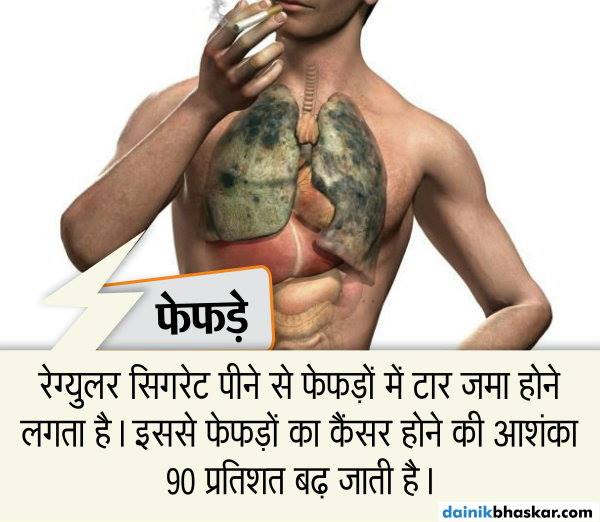 फेफड़े
रेग्युलर सिगरेट पीने से फेफड़ों में टार जमा होने
लगता है। इससे फेफड़ों का कैंसर होने की आशंका
90 प्रतिशत बढ़ जाती है।
dainikbhaskar.com